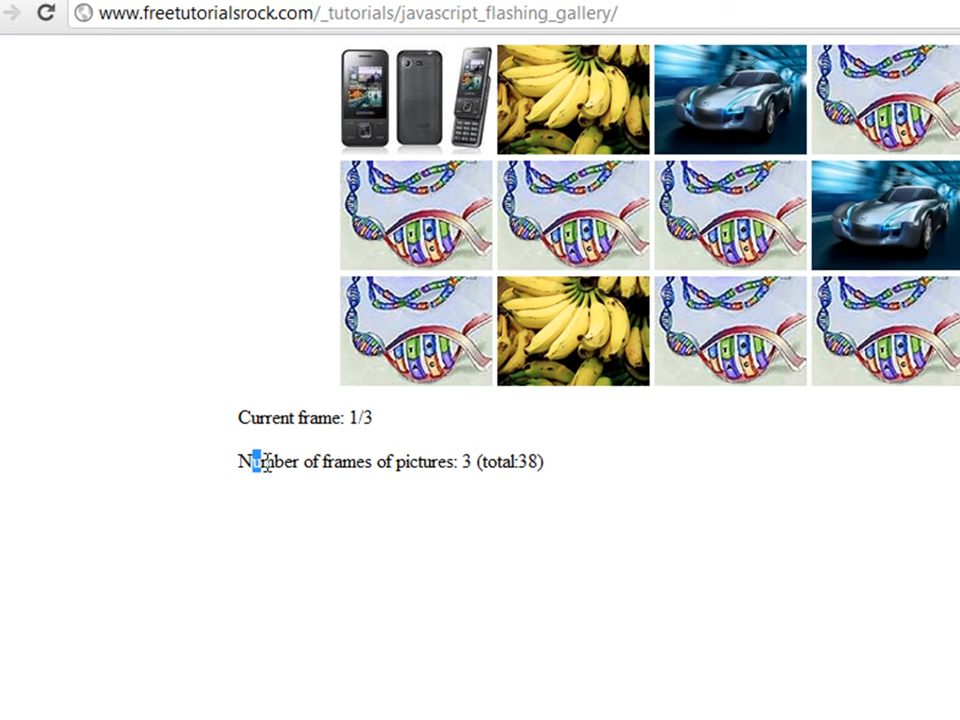 www.freetutorialsrock.com/_tutorials/javascript_flashing_gallery/
Current frame: 1/3
Number of frames of pictures: 3 (total:38)